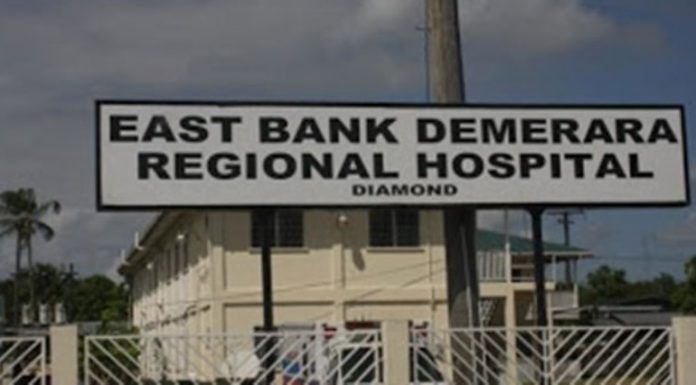 EAST BANK DEMERARA
REGIONAL HOSPITAL
DIAMOND